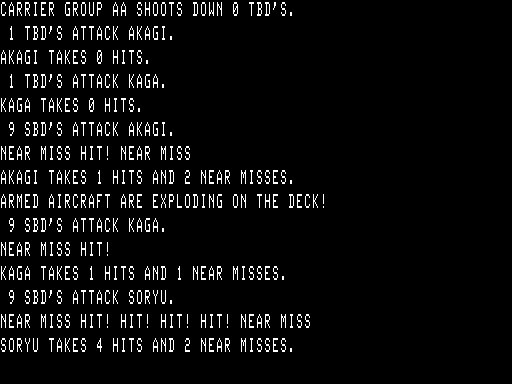 CARRIER GROUP AA SHOOTS DOWN 0 TBD'S.
1 TBD'S ATTACK AKAGI.
AKAGI TAKES 0 HITS.
1 TBD'S ATTACK KAGA.
KAGA TAKES 0 HITS.
9 SBD'S ATTACK AKAGI.
NEAR MISS HIT! NEAR MISS
AKAGI TAKES 1 HITS AND 2 NEAR MISSES.
ARMED AIRCRAFT ARE EXPLODING ON THE DECK!
9 SBD'S ATTACK KAGA.
NEAR MISS HIT!
KAGA TAKES 1 HITS AND 1 NEAR MISSES.
9 SBD'S ATTACK SORYU.
NEAR MISS HIT! HIT! HIT! HIT! NEAR MISS
SORYU TAKES 4 HITS AND 2 NEAR MISSES.